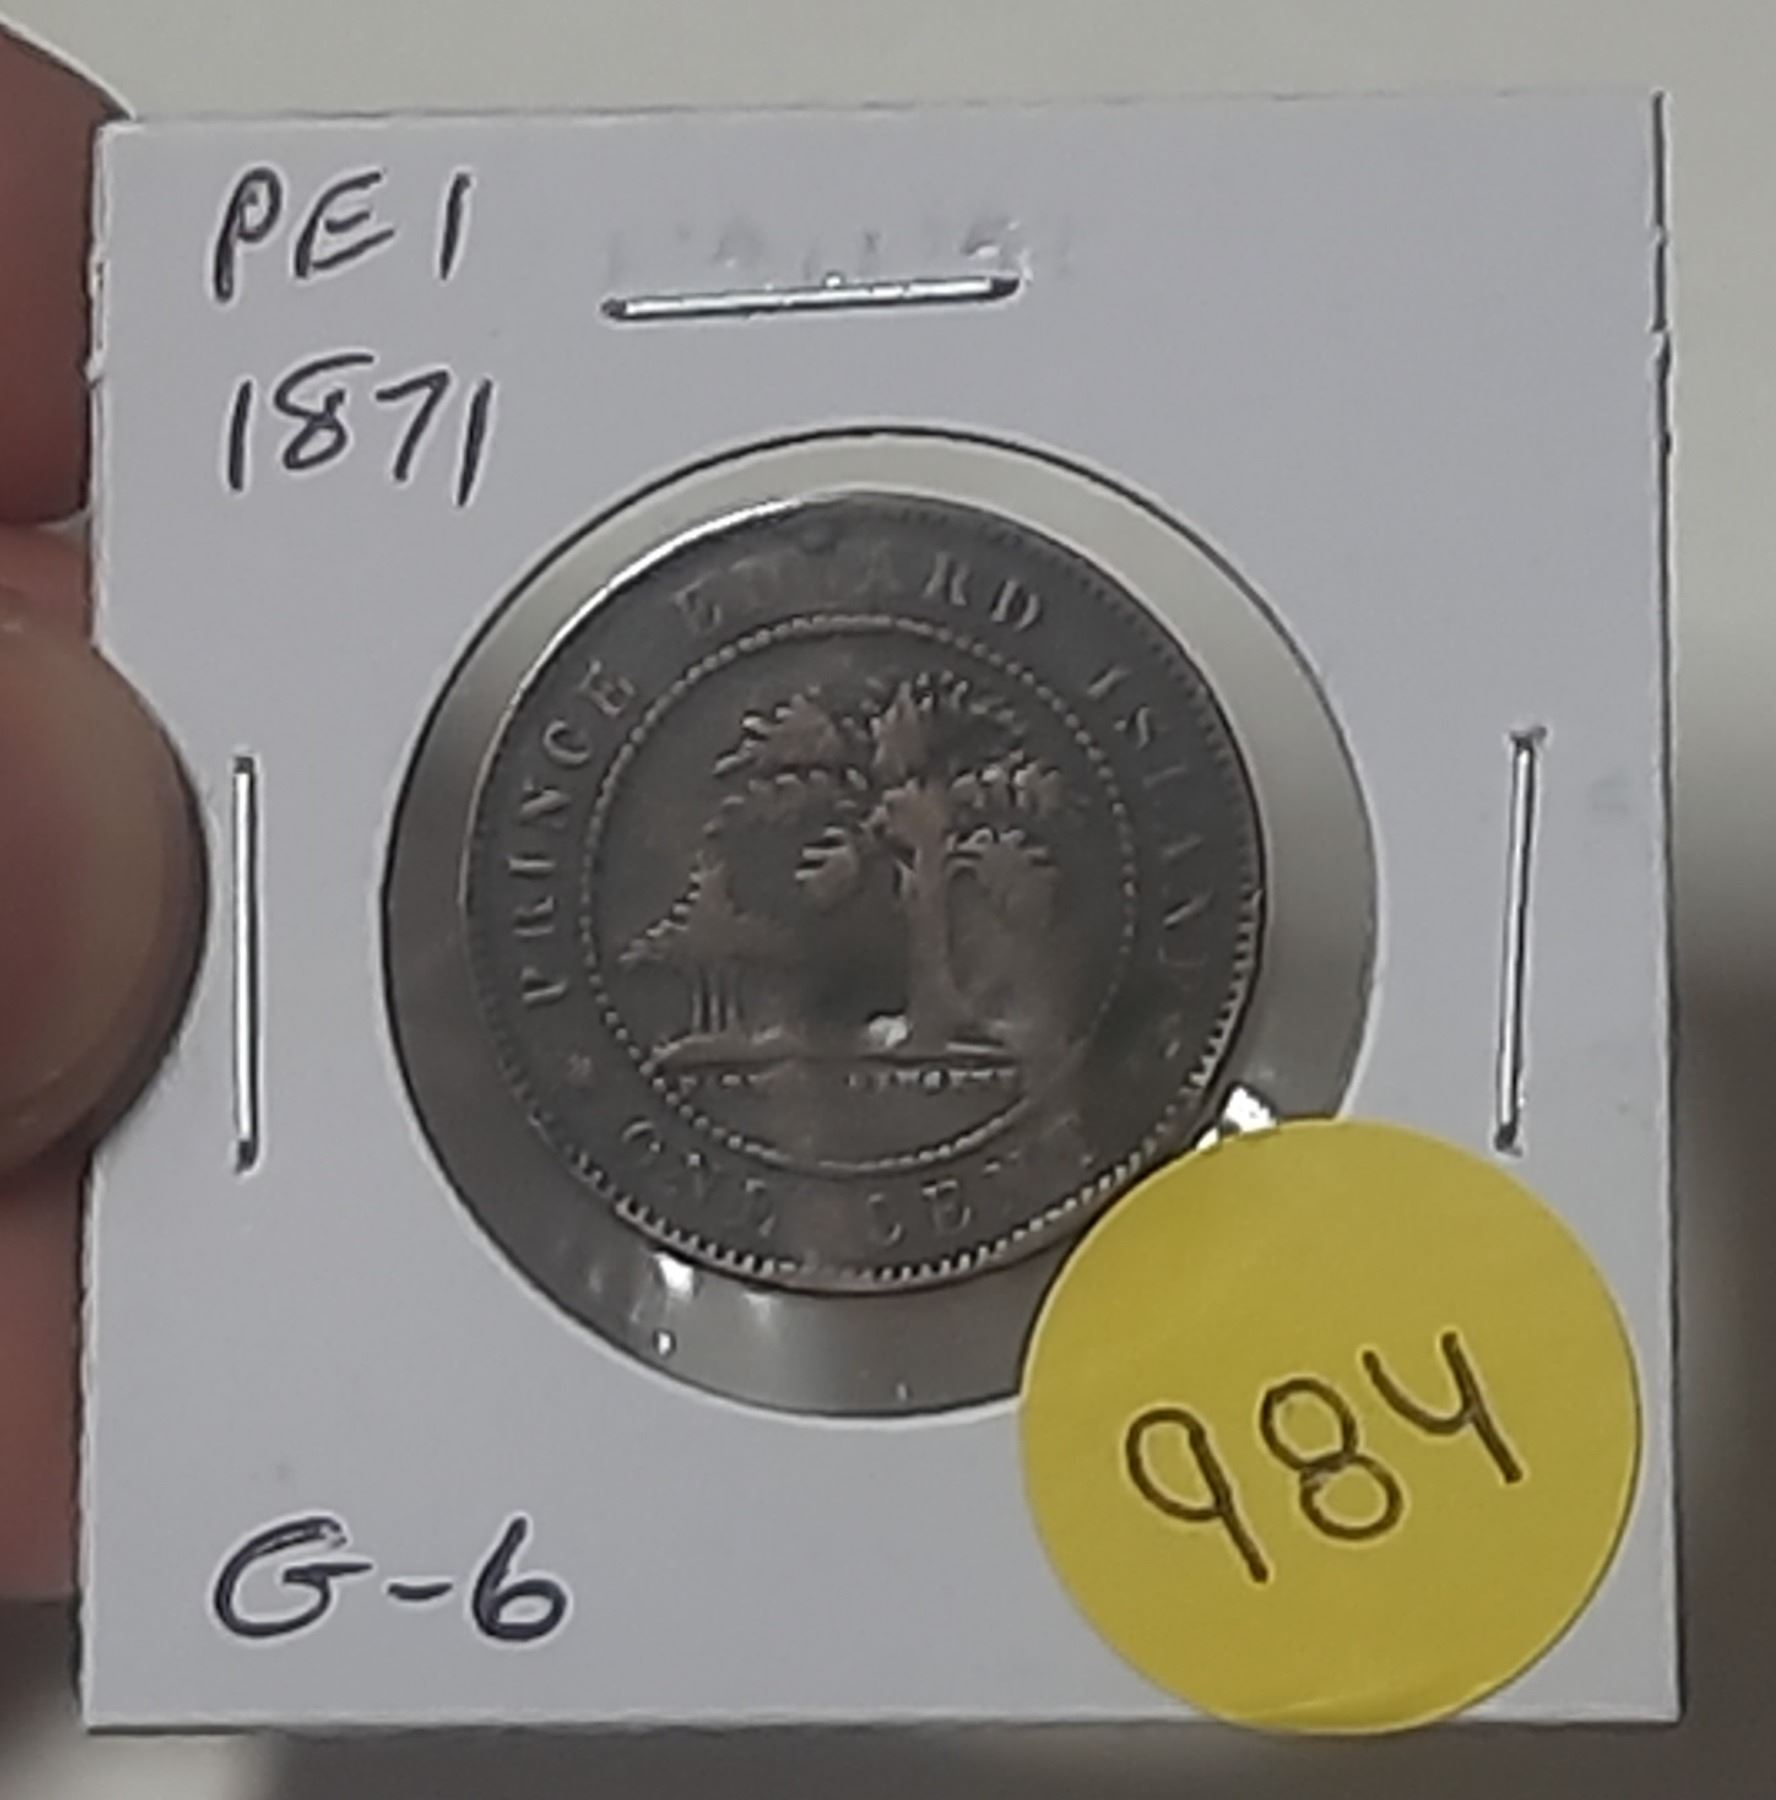 PEI
1871
PRINCE EDWARD ISLAND
ONE CENT
G-6
984